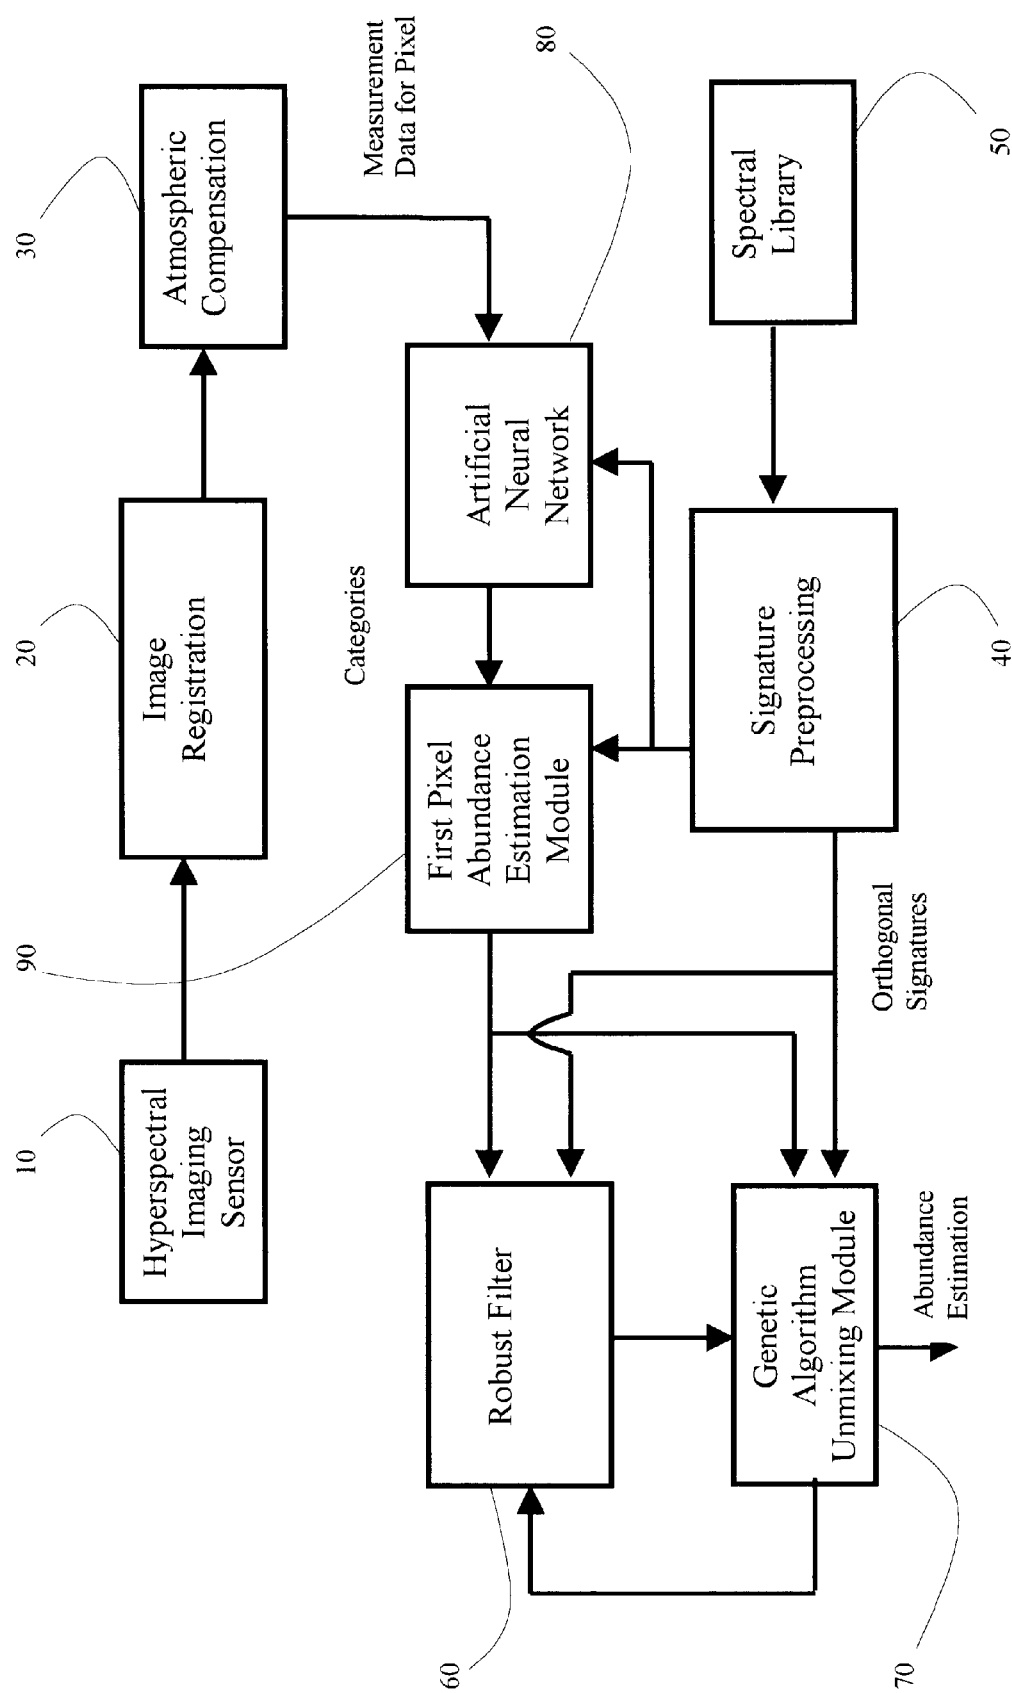 10
Hyperspectral
Imaging
Sensor
20
Image
Registration
30
Atmospheric
Compensation
Measurement
Data for Pixel
80
Artificial
Neural
Network
Categories
90
First Pixel
Abundance
Estimation
Module
50
Spectral
Library
40
Signature
Preprocessing
Orthogonal
Signatures
60
Robust Filter
70
Genetic
Algorithm
Unmixing Module
Abundance
Estimation